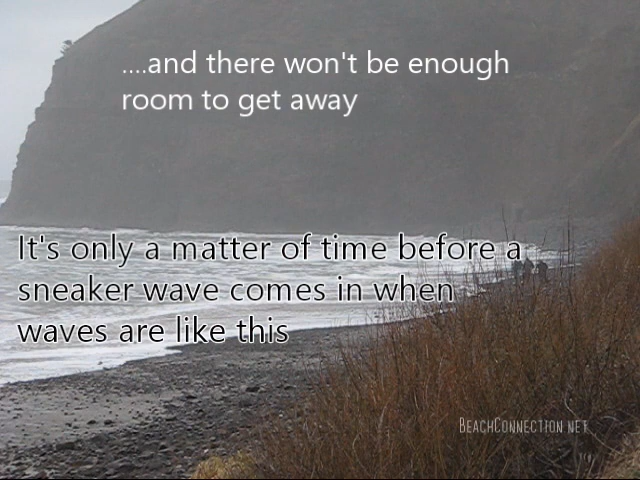 ....and there won't be enough
room to get away
It's only a matter of time before a
sneaker wave comes in when
waves are like this
BEACHCONNECTION.NET